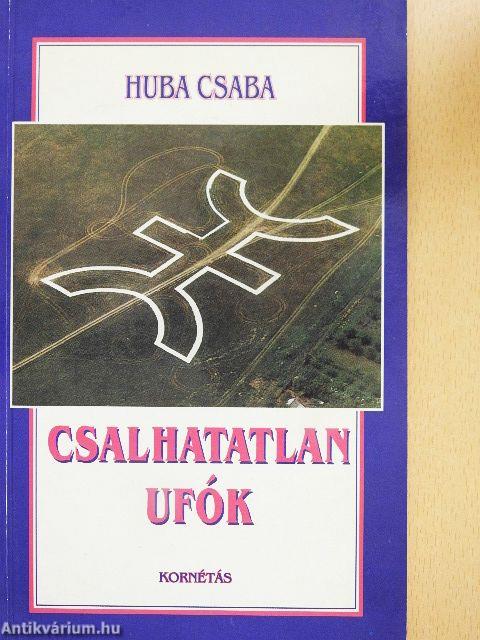 HUBA CSABA
CSALHATATLAN
UFÓK
KORNÉTÁS
Antikvárium.hu